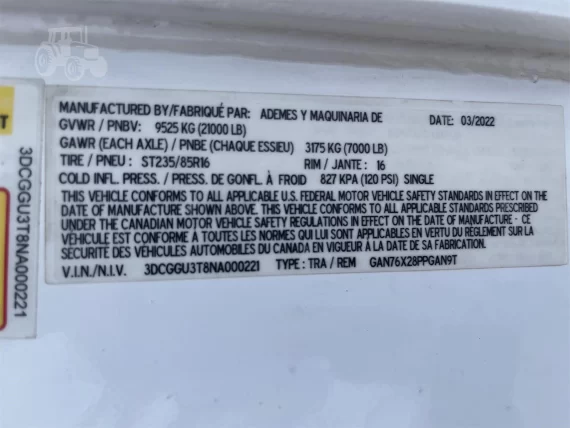 MANUFACTURED BY/FABRIQUÉ PAR: ADEMES Y MAQUINARIA DE DATE: 03/2022
GVWR / PNBV: 9525 KG (21000 LB)
GAWR (EACH AXLE) / PNBE (CHAQUE ESSIEU) 3175 KG (7000 LB)
TIRE / PNEU : ST235/85R16 RIM / JANTE : 16
COLD INFL. PRESS. / PRESS. DE GONFL. À FROID 827 KPA (120 PSI) SINGLE
THIS VEHICLE CONFORMS TO ALL APPLICABLE U.S. FEDERAL MOTOR VEHICLE SAFETY STANDARDS IN EFFECT ON THE
DATE OF MANUFACTURE SHOWN ABOVE. THIS VEHICLE CONFORMS TO ALL APPLICABLE STANDARDS PRESCRIBED
UNDER THE CANADIAN MOTOR VEHICLE SAFETY REGULATIONS IN EFFECT ON THE DATE OF MANUFACTURE - CE
VÉHICULE EST CONFORME À TOUTES LES NORMES QUI LUI SONT APPLICABLES EN VERTU DU RÈGLEMENT SUR LA
SÉCURITÉ DES VÉHICULES AUTOMOBILES DU CANADA EN VIGUEUR À LA DATE DE SA FABRICATION.
V.I.N./N.I.V. 3DCGGU3T8NA000221 TYPE : TRA / REM GAN76X28PPGAN9T
3DCGGU3T8NA000221